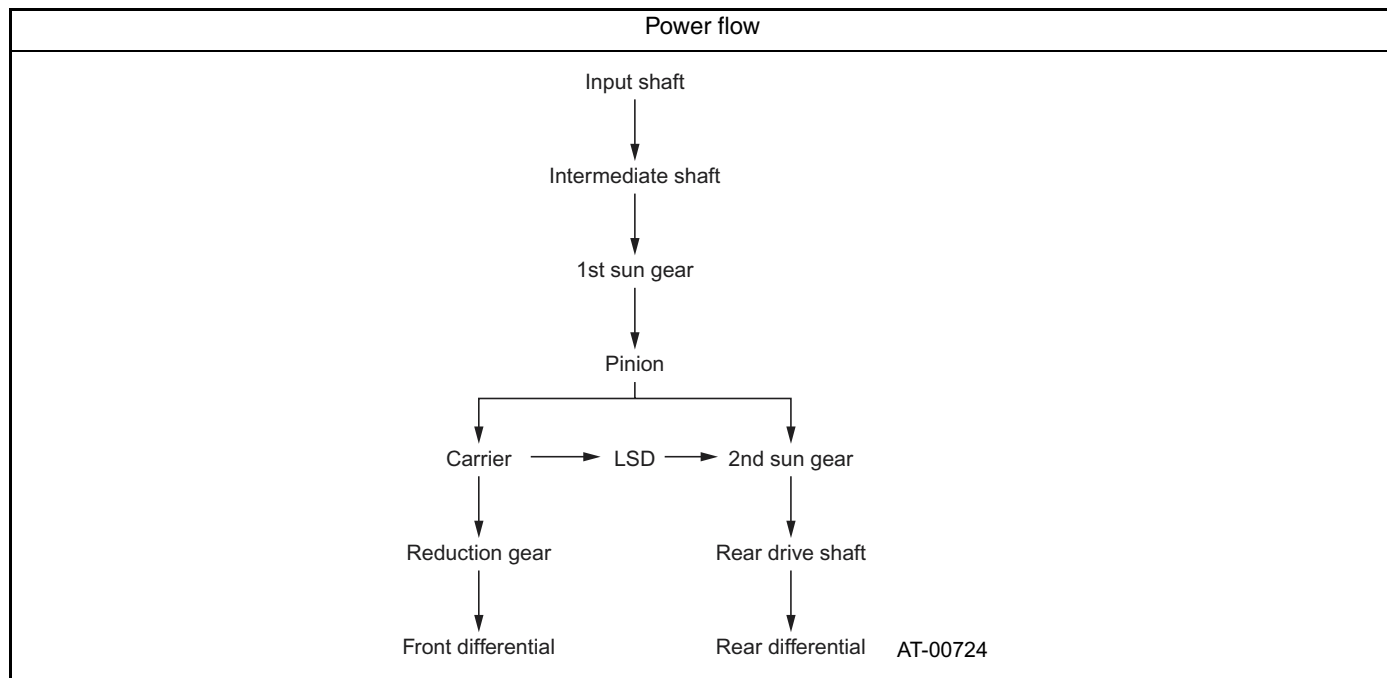 Power flow
Input shaft
Intermediate shaft
1st sun gear
Pinion
Carrier LSD 2nd sun gear
Reduction gear Rear drive shaft
Front differential Rear differential AT-00724